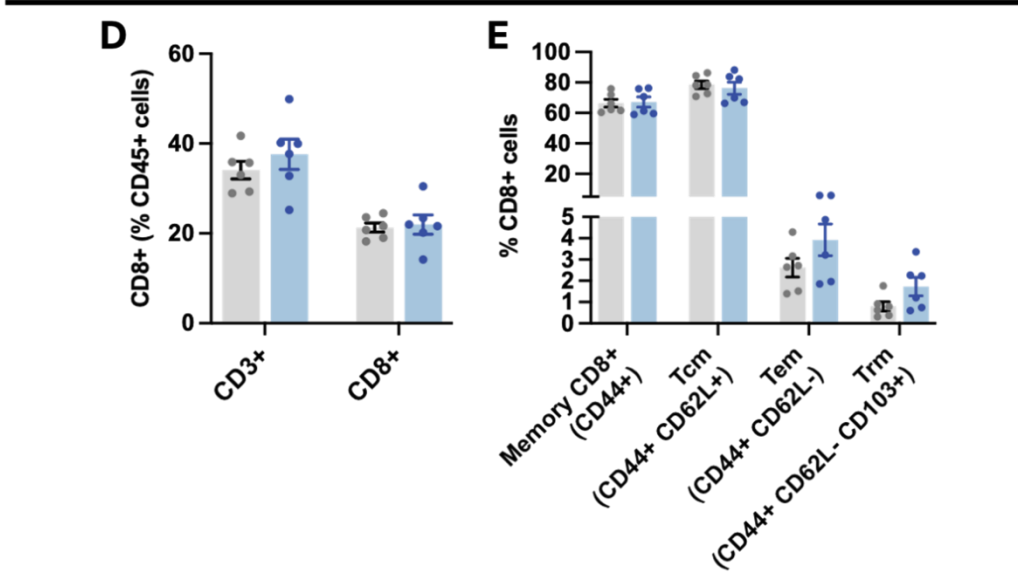 D
CD8+ (% CD45+ cells)
60
40
20
0
CD3+
CD8+
E
% CD8+ cells
100
80
60
40
20
5
4
3
2
1
0
Memory CD8+
(CD44+)
Tcm
(CD44+ CD62L+)
Tem
(CD44+ CD62L-)
Trm
(CD44+ CD62L- CD103+)